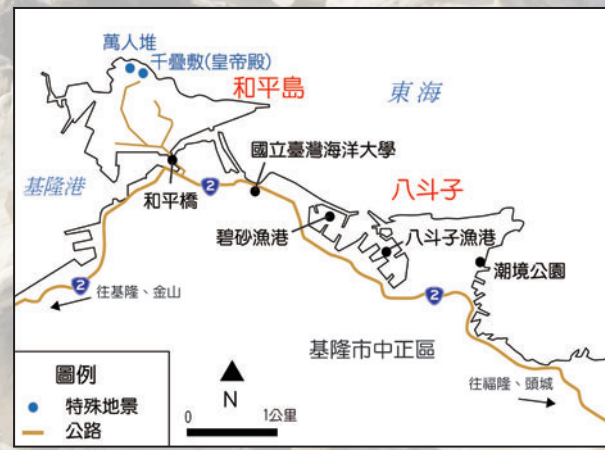 萬人堆
千疊敷(皇帝殿)
和平島
東海
國立臺灣海洋大學
基隆港
和平橋
2
八斗子
碧砂漁港
八斗子漁港
潮境公園
2
往基隆、金山
2
基隆市中正區
往福隆、頭城
圖例
特殊地景
公路
N
0 1公里